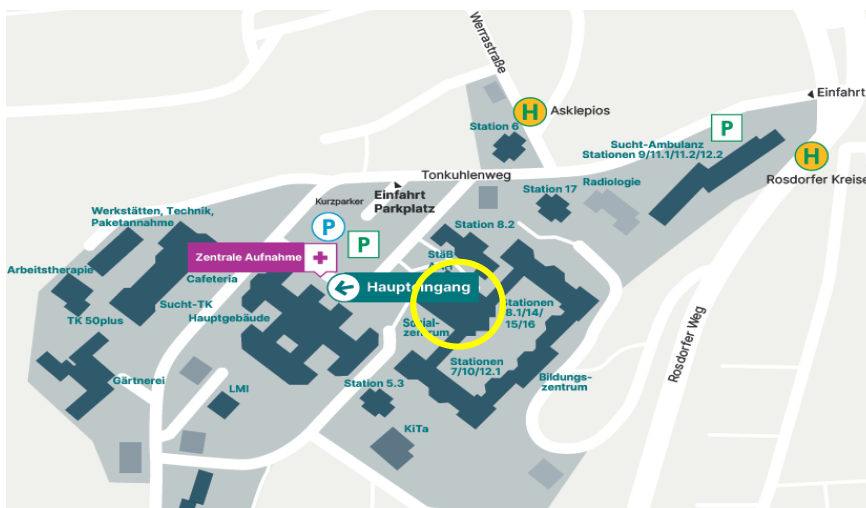 Werrastraße
H
Asklepios
Station 6
Einfahrt
P
H
Rosdorfer Kreise
Sucht-Ambulanz
Stationen 9/11.1/11.2/12.2
Tonkuhlenweg
Radiologie
Station 17
Kurzparker
P
Einfahrt
Parkplatz
P
Station 8.2
Werkstätten, Technik,
Paketannahme
Zentrale Aufnahme
StäB
Haupteingang
Arbeitstherapie
Cafeteria
Sucht-TK
Hauptgebäude
TK 50plus
Sozial-
zentrum
Stationen
8.1/14/
15/16
Stationen
7/10/12.1
Bildungs-
zentrum
Rosdorfer Weg
Gärtnerei
LMI
Station 5.3
KiTa